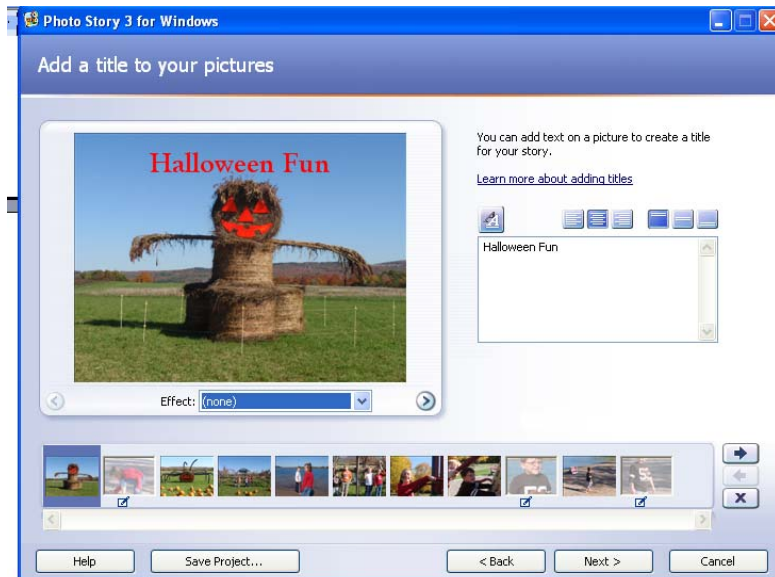 Photo Story 3 for Windows
Add a title to your pictures
Halloween Fun
You can add text on a picture to create a title
for your story.
Learn more about adding titles
A
Halloween Fun
Effect: (none)
Help
Save Project...
< Back
Next >
Cancel